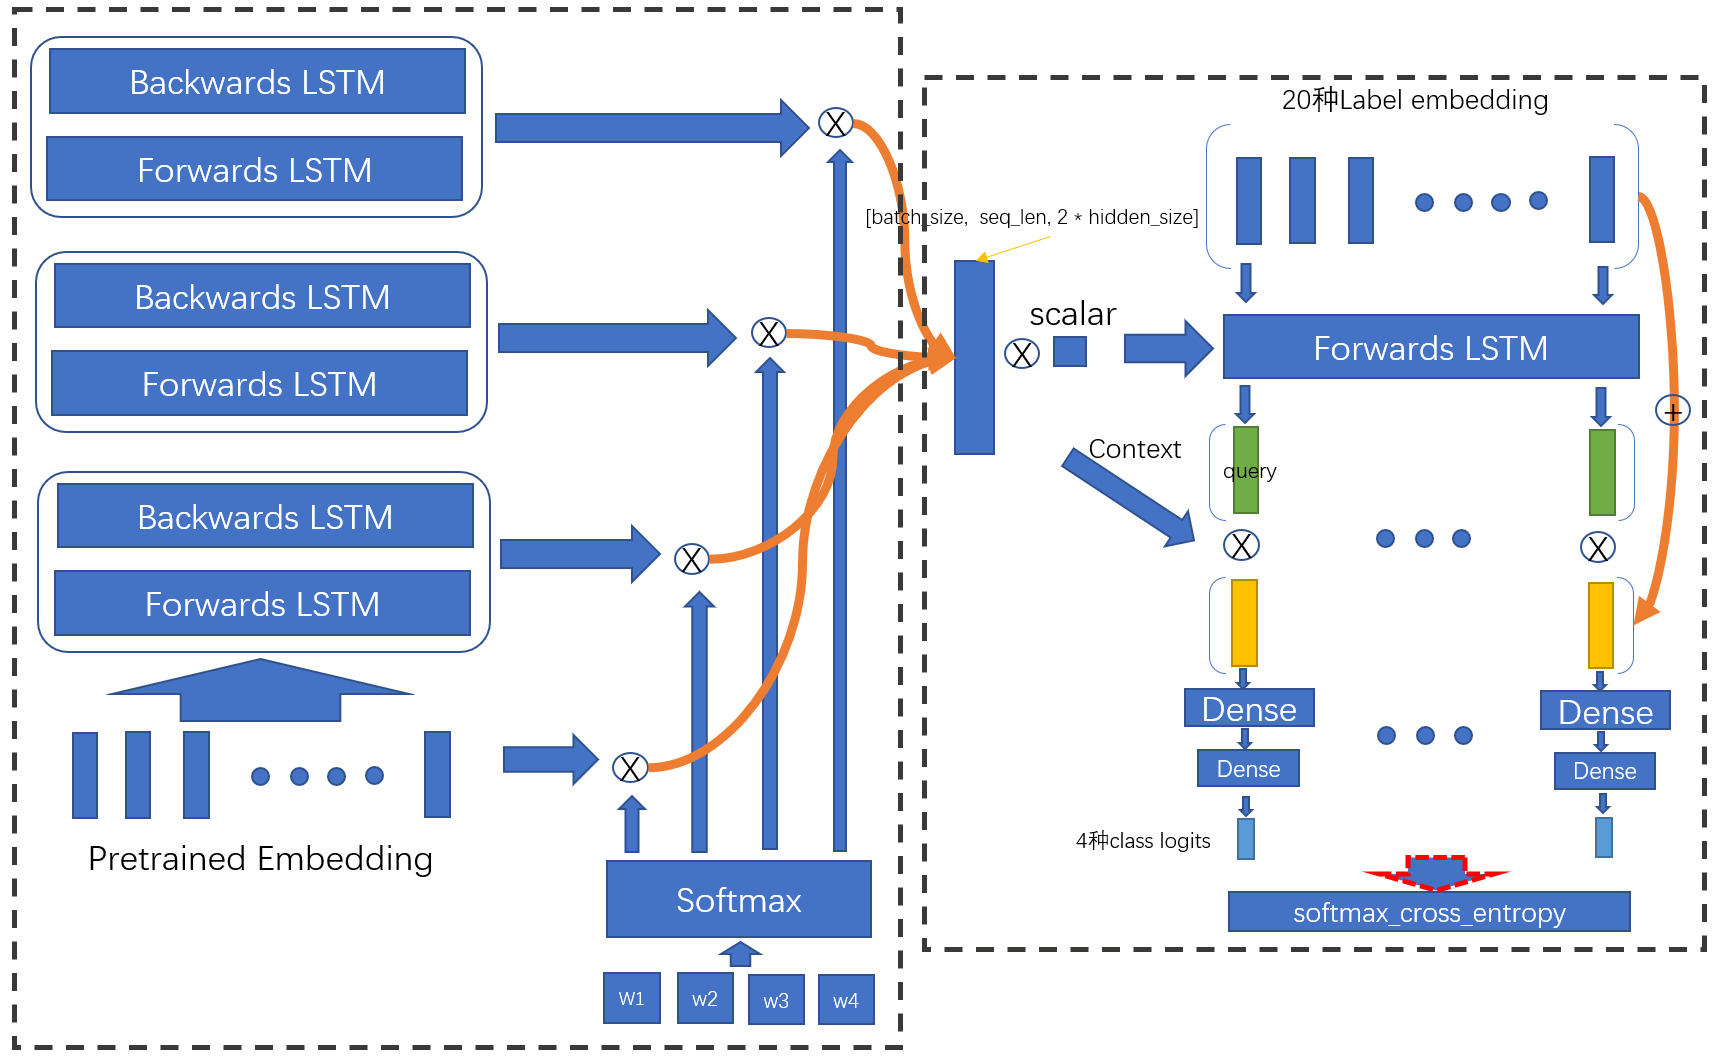 Backwards LSTM
Forwards LSTM
X
Backwards LSTM
Forwards LSTM
X
Backwards LSTM
Forwards LSTM
X
X
Pretrained Embedding
Softmax
W1
w2
w3
w4
20种Label embedding
[batch_size, seq_len, 2 * hidden_size]
scalar
X
Forwards LSTM
+
Context
query
X
X
Dense
Dense
Dense
Dense
4种class logits
softmax_cross_entropy